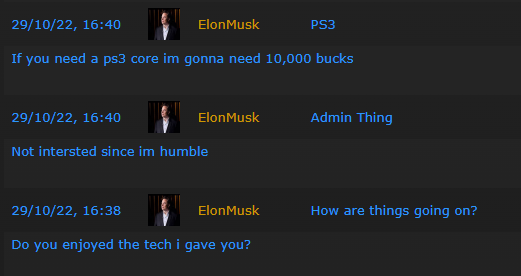 29/10/22, 16:40 ElonMusk PS3
If you need a ps3 core im gonna need 10,000 bucks
29/10/22, 16:40 ElonMusk Admin Thing
Not intersted since im humble
29/10/22, 16:38 ElonMusk How are things going on?
Do you enjoyed the tech i gave you?